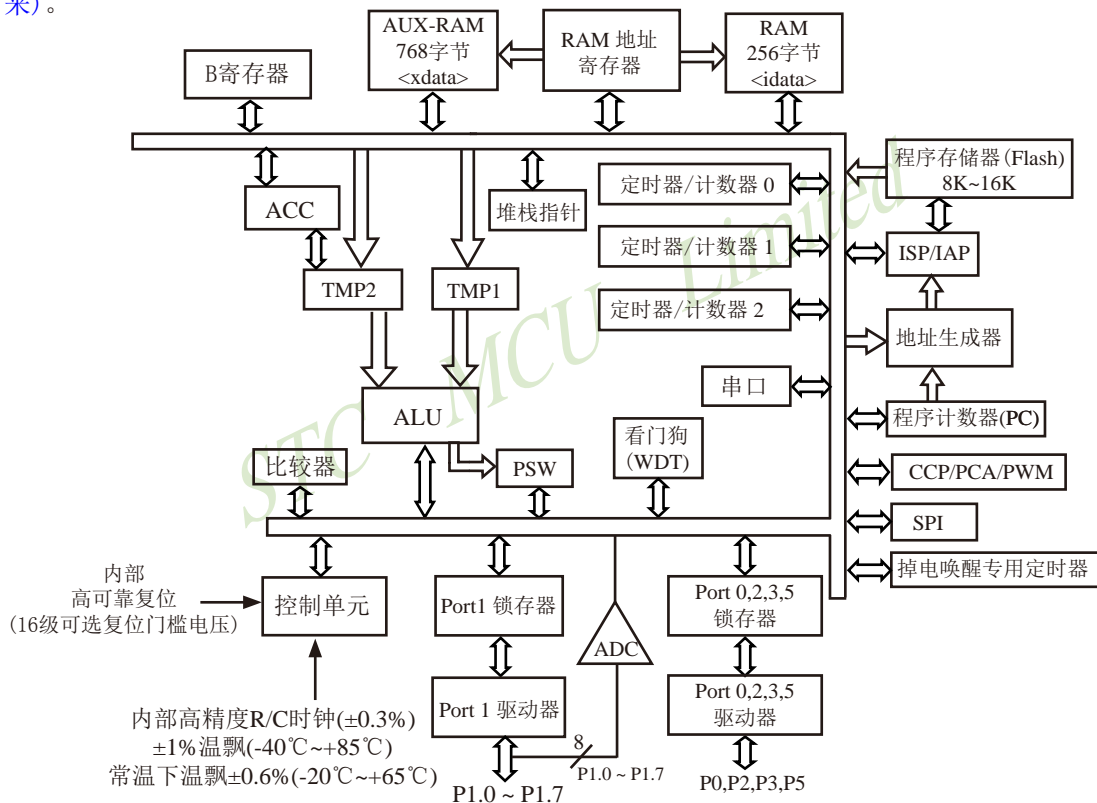 来)。
AUX-RAM
768字节
<xdata>
RAM 地址
寄存器
RAM
256字节
<idata>
B寄存器
程序存储器(Flash)
8K~16K
定时器/计数器 0
ACC
堆栈指针
定时器/计数器 1
ISP/IAP
TMP2
TMP1
定时器/计数器 2
地址生成器
串口
ALU
程序计数器(PC)
看门狗
(WDT)
比较器
PSW
CCP/PCA/PWM
SPI
掉电唤醒专用定时器
内部
高可靠复位
(16级可选复位门槛电压)
控制单元
Port1 锁存器
ADC
Port 0,2,3,5
锁存器
Port 1 驱动器
Port 0,2,3,5
驱动器
内部高精度R/C时钟(±0.3%)
±1%温飘(-40℃~+85℃)
常温下温飘±0.6%(-20℃~+65℃)
8
P1.0 ~ P1.7
P1.0 ~ P1.7
P0,P2,P3,P5
STC MCU Limited